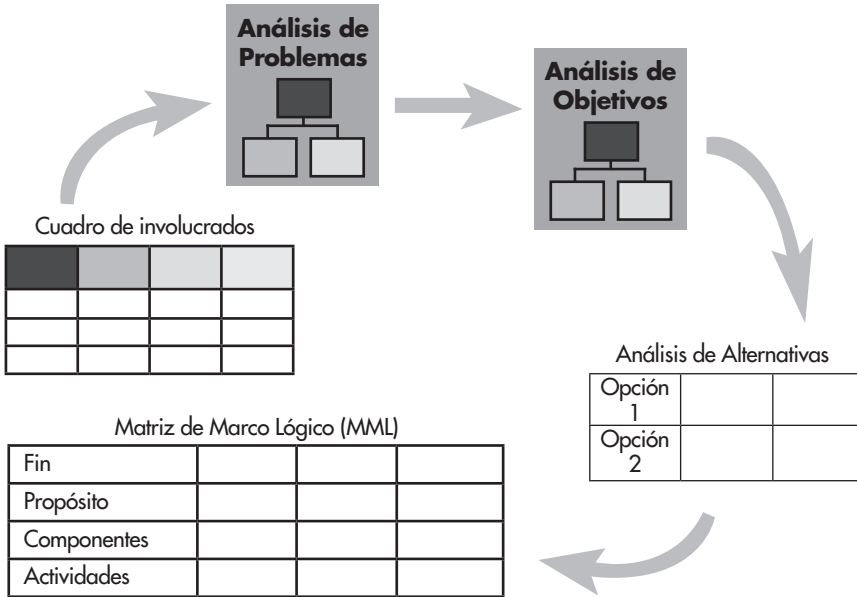 Análisis de
Problemas
Análisis de
Objetivos
Cuadro de involucrados
Análisis de Alternativas
Opción
1
Opción
2
Matriz de Marco Lógico (MML)
Fin
Propósito
Componentes
Actividades